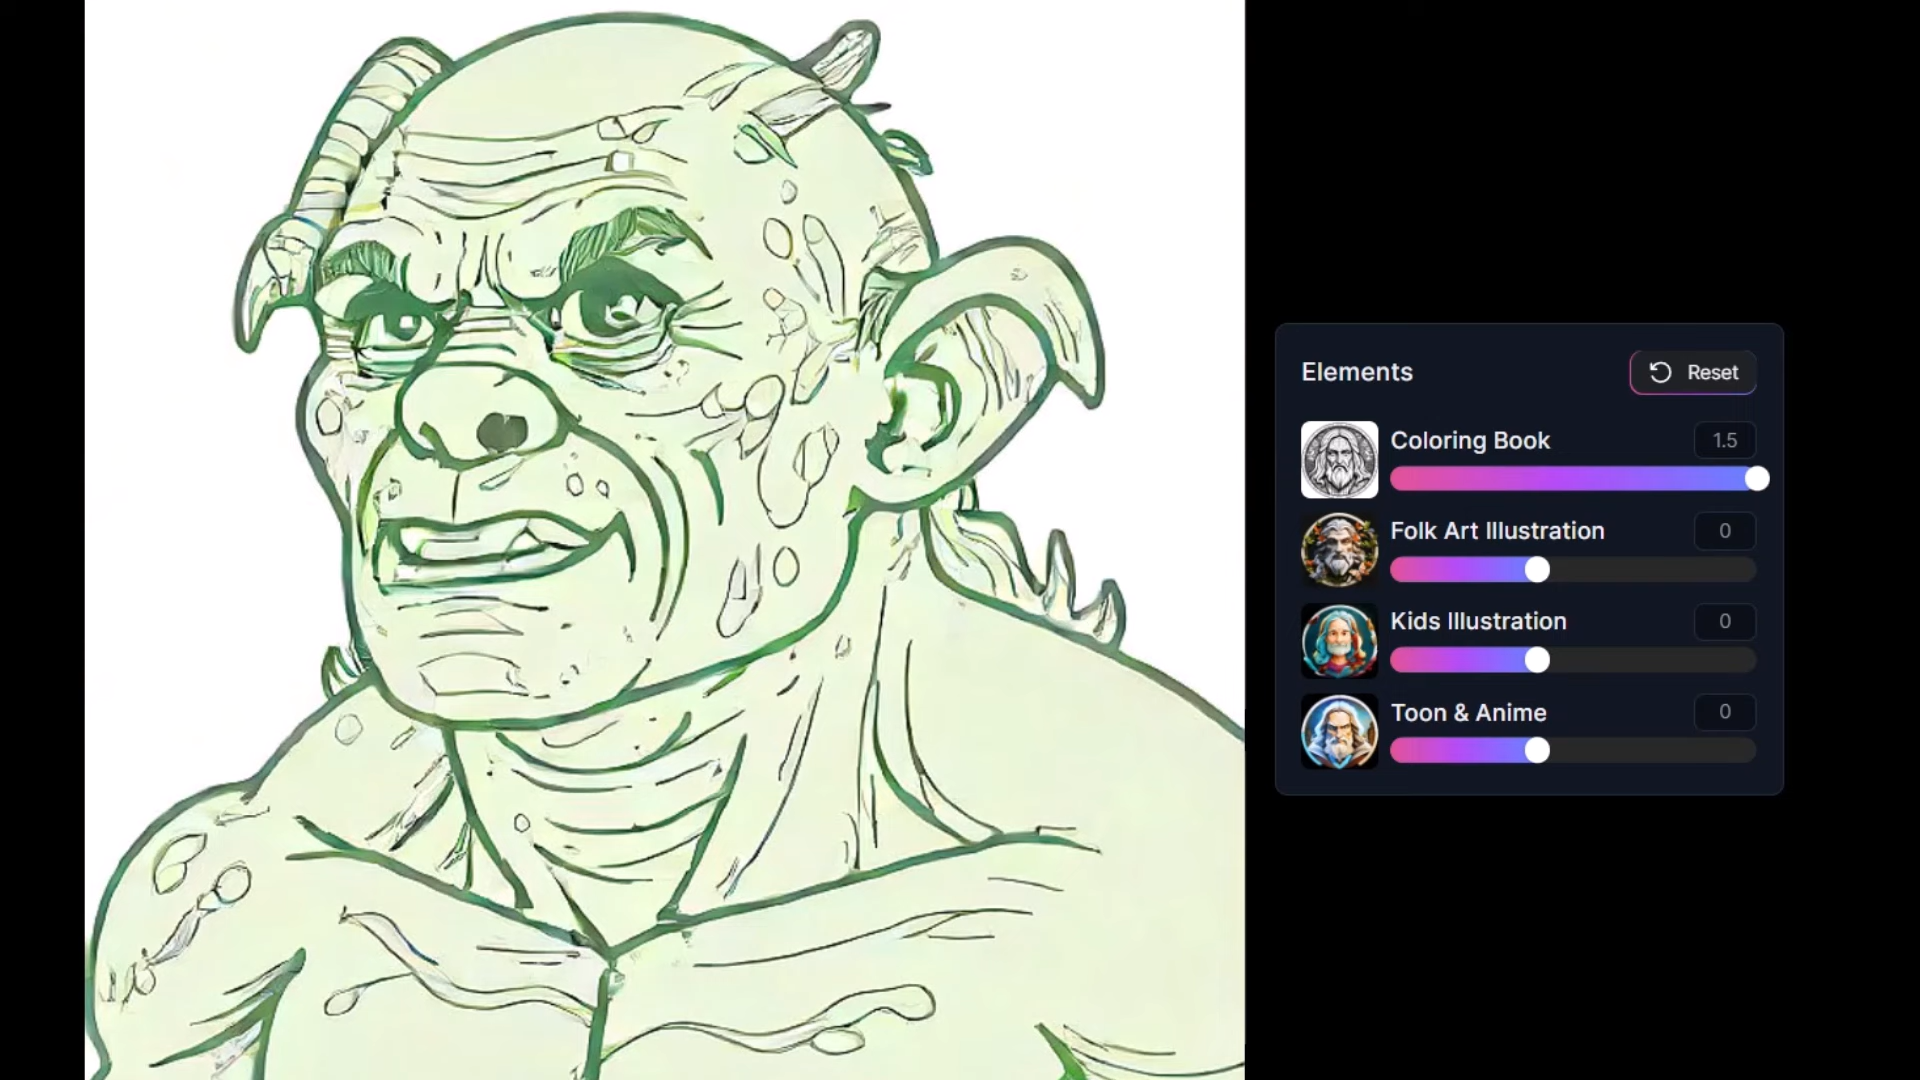 Elements
Reset
Coloring Book
1.5
Folk Art Illustration
0
Kids Illustration
0
Toon & Anime
0